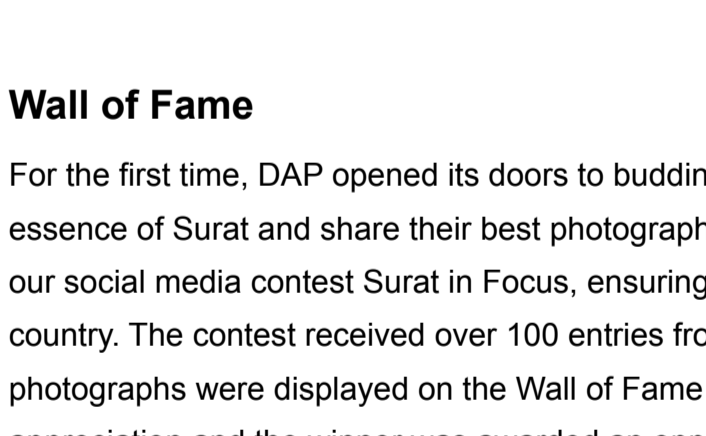 Wall of Fame
For the first time, DAP opened its doors to buddin
essence of Surat and share their best photograph
our social media contest Surat in Focus, ensuring
country. The contest received over 100 entries fro
photographs were displayed on the Wall of Fame